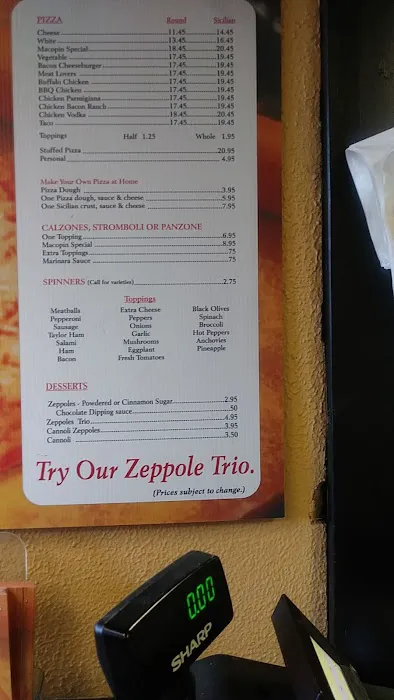 PIZZA Round Sicilian
Cheese 11.45 14.45
White 13.45 16.45
Macopin Special 18.45 20.45
Vegetable 17.45 19.45
Bacon Cheeseburger 17.45 19.45
Meat Lovers 17.45 19.45
Buffalo Chicken 17.45 19.45
BBQ Chicken 17.45 19.45
Chicken Parmigiana 17.45 19.45
Chicken Bacon Ranch 17.45 19.45
Chicken Vodka 18.45 20.45
Taco 17.45 19.45
Toppings Half 1.25 Whole 1.95
Stuffed Pizza 20.95
Personal 4.95
Make Your Own Pizza at Home
Pizza Dough 3.95
One Pizza dough, sauce & cheese 5.95
One Sicilian crust, sauce & cheese 7.95
CALZONES, STROMBOLI OR PANZONE
One Topping 6.95
Macopin Special 8.95
Extra Toppings .75
Marinara Sauce .75
SPINNERS (Call for varieties) 2.75
Toppings
Meatballs Extra Cheese Black Olives
Pepperoni Peppers Spinach
Sausage Onions Broccoli
Taylor Ham Garlic Hot Peppers
Salami Mushrooms Anchovies
Ham Eggplant Pineapple
Bacon Fresh Tomatoes
DESSERTS
Zeppoles - Powdered or Cinnamon Sugar 2.95
Chocolate Dipping sauce .50
Zeppoles Trio 4.95
Cannoli Zeppoles 3.95
Cannoli 3.50
Try Our Zeppole Trio.
(Prices subject to change.)
0.00
SHARP